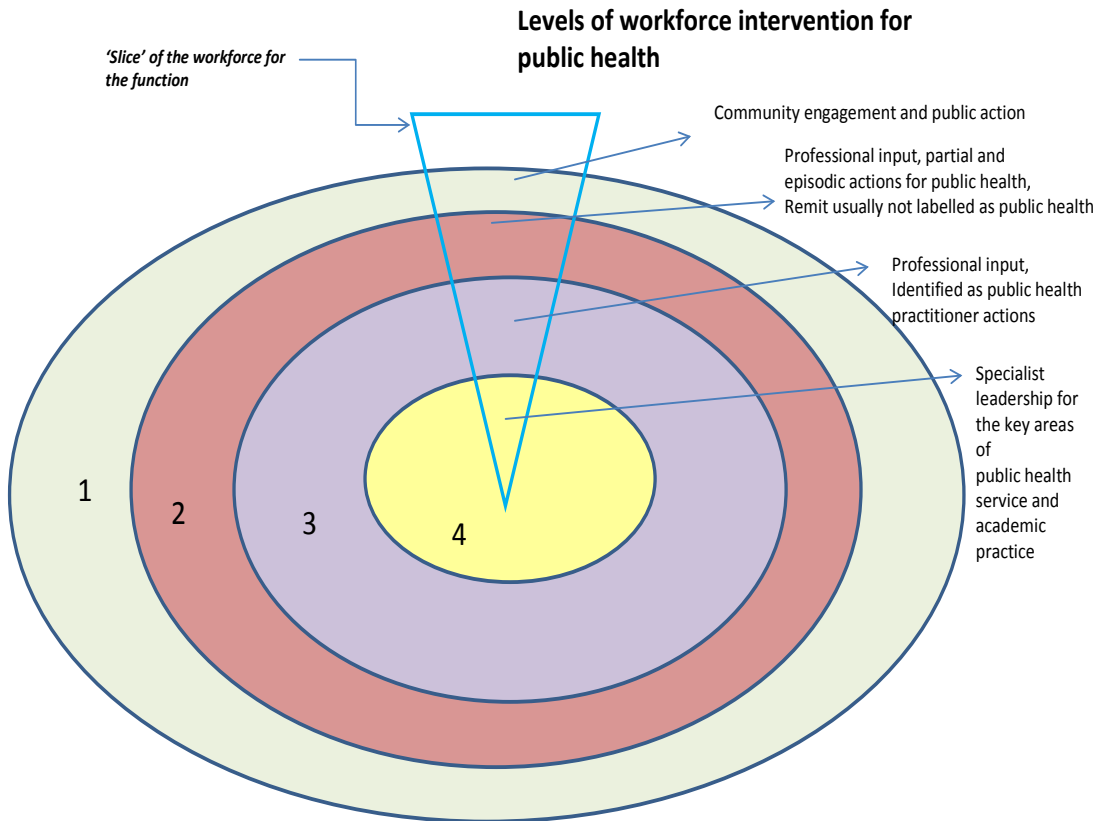 Levels of workforce intervention for
public health
‘Slice’ of the workforce for
the function
Community engagement and public action
Professional input, partial and
episodic actions for public health,
Remit usually not labelled as public health
Professional input,
Identified as public health
practitioner actions
Specialist
leadership for
the key areas
of
public health
service and
academic
practice
1
2
3
4